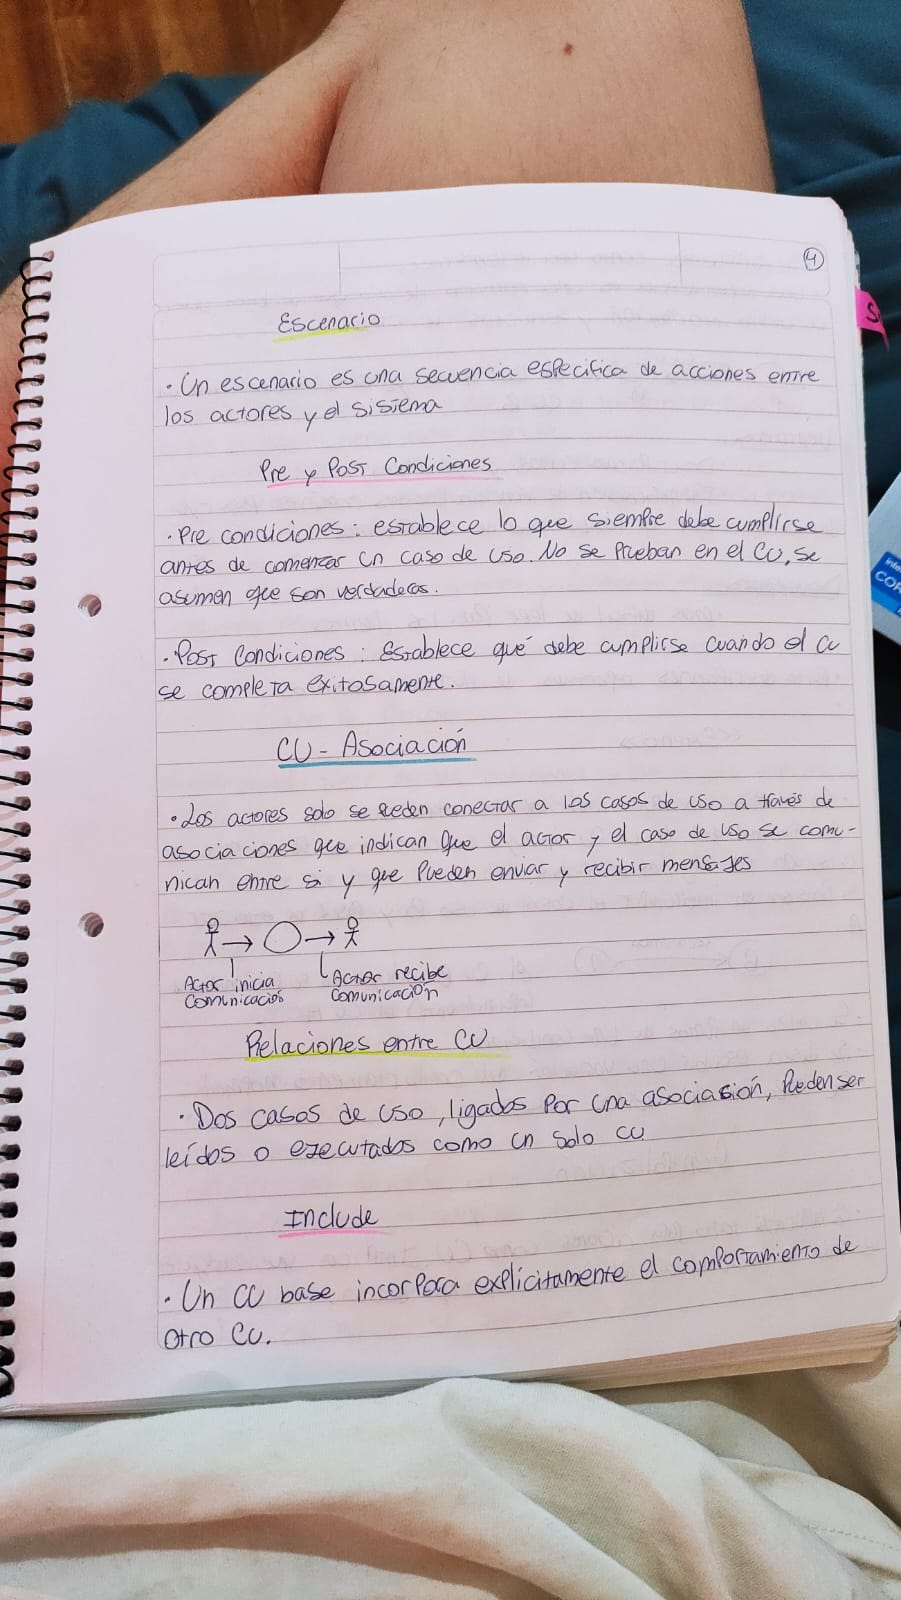 4
Escenario
· Un escenario es una secuencia especifica de acciones entre
los actores y el sistema
Pre y Post Condiciones
· Pre condiciones: establece lo que siempre debe cumplirse
antes de comenzar un caso de uso. No se prueban en el CU, se
asumen que son verdaderas.
· Post Condiciones: Establece qué debe cumplirse cuando el CU
se completa exitosamente.
CU - Asociación
· Los actores solo se pueden conectar a los casos de uso a través de
asociaciones que indican que el actor y el caso de uso se comu-
nican entre si y que pueden enviar y recibir mensajes
Actor inicia
comunicación
Actor recibe
comunicación
Relaciones entre CU
· Dos casos de uso, ligados por una asociación, pueden ser
leídos o ejecutados como un solo CU
Include
· Un CU base incorpora explícitamente el comportamiento de
otro CU.